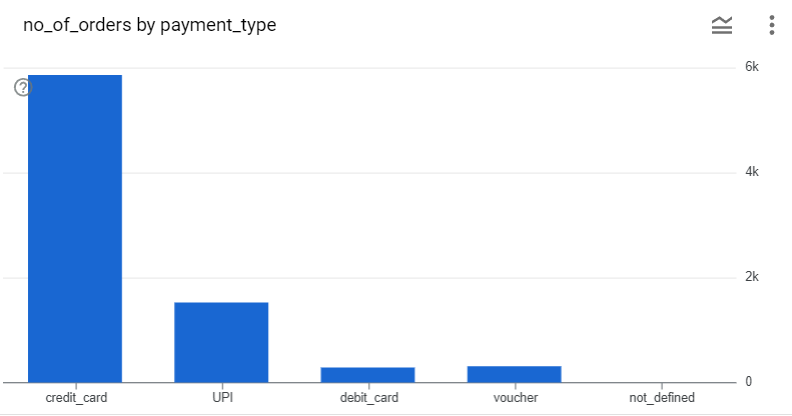 no_of_orders by payment_type
?
6k
4k
2k
0
credit_card UPI debit_card voucher not_defined